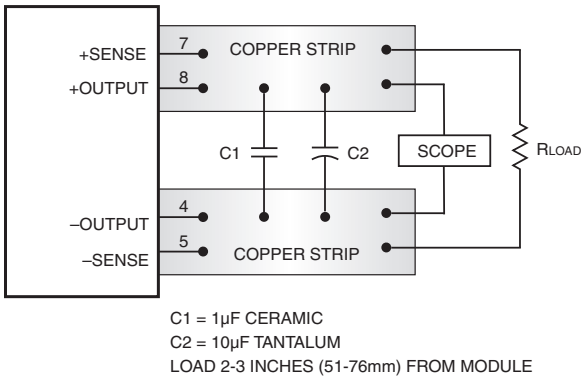 +SENSE 7 COPPER STRIP
+OUTPUT 8
C1 C2 SCOPE RLOAD
–OUTPUT 4
–SENSE 5 COPPER STRIP
C1 = 1µF CERAMIC
C2 = 10µF TANTALUM
LOAD 2-3 INCHES (51-76mm) FROM MODULE